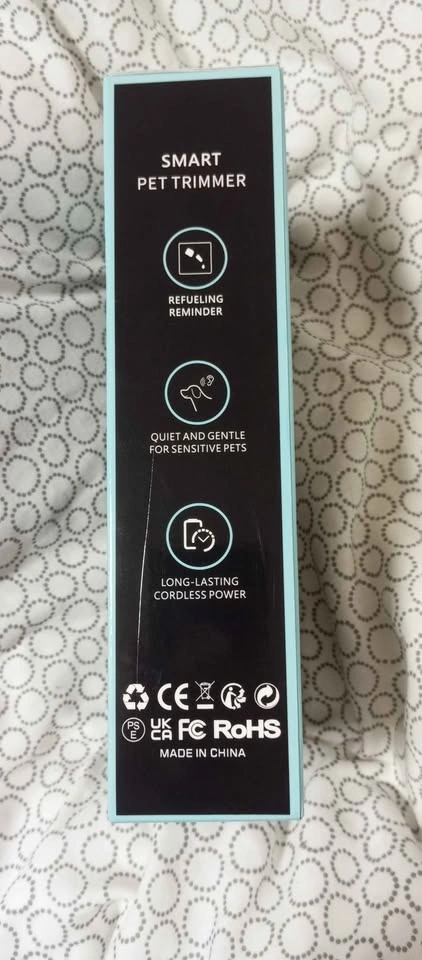 SMART
PET TRIMMER
REFUELING
REMINDER
QUIET AND GENTLE
FOR SENSITIVE PETS
LONG-LASTING
CORDLESS POWER
CE
PS
E
UK
CA
FC
RoHS
MADE IN CHINA